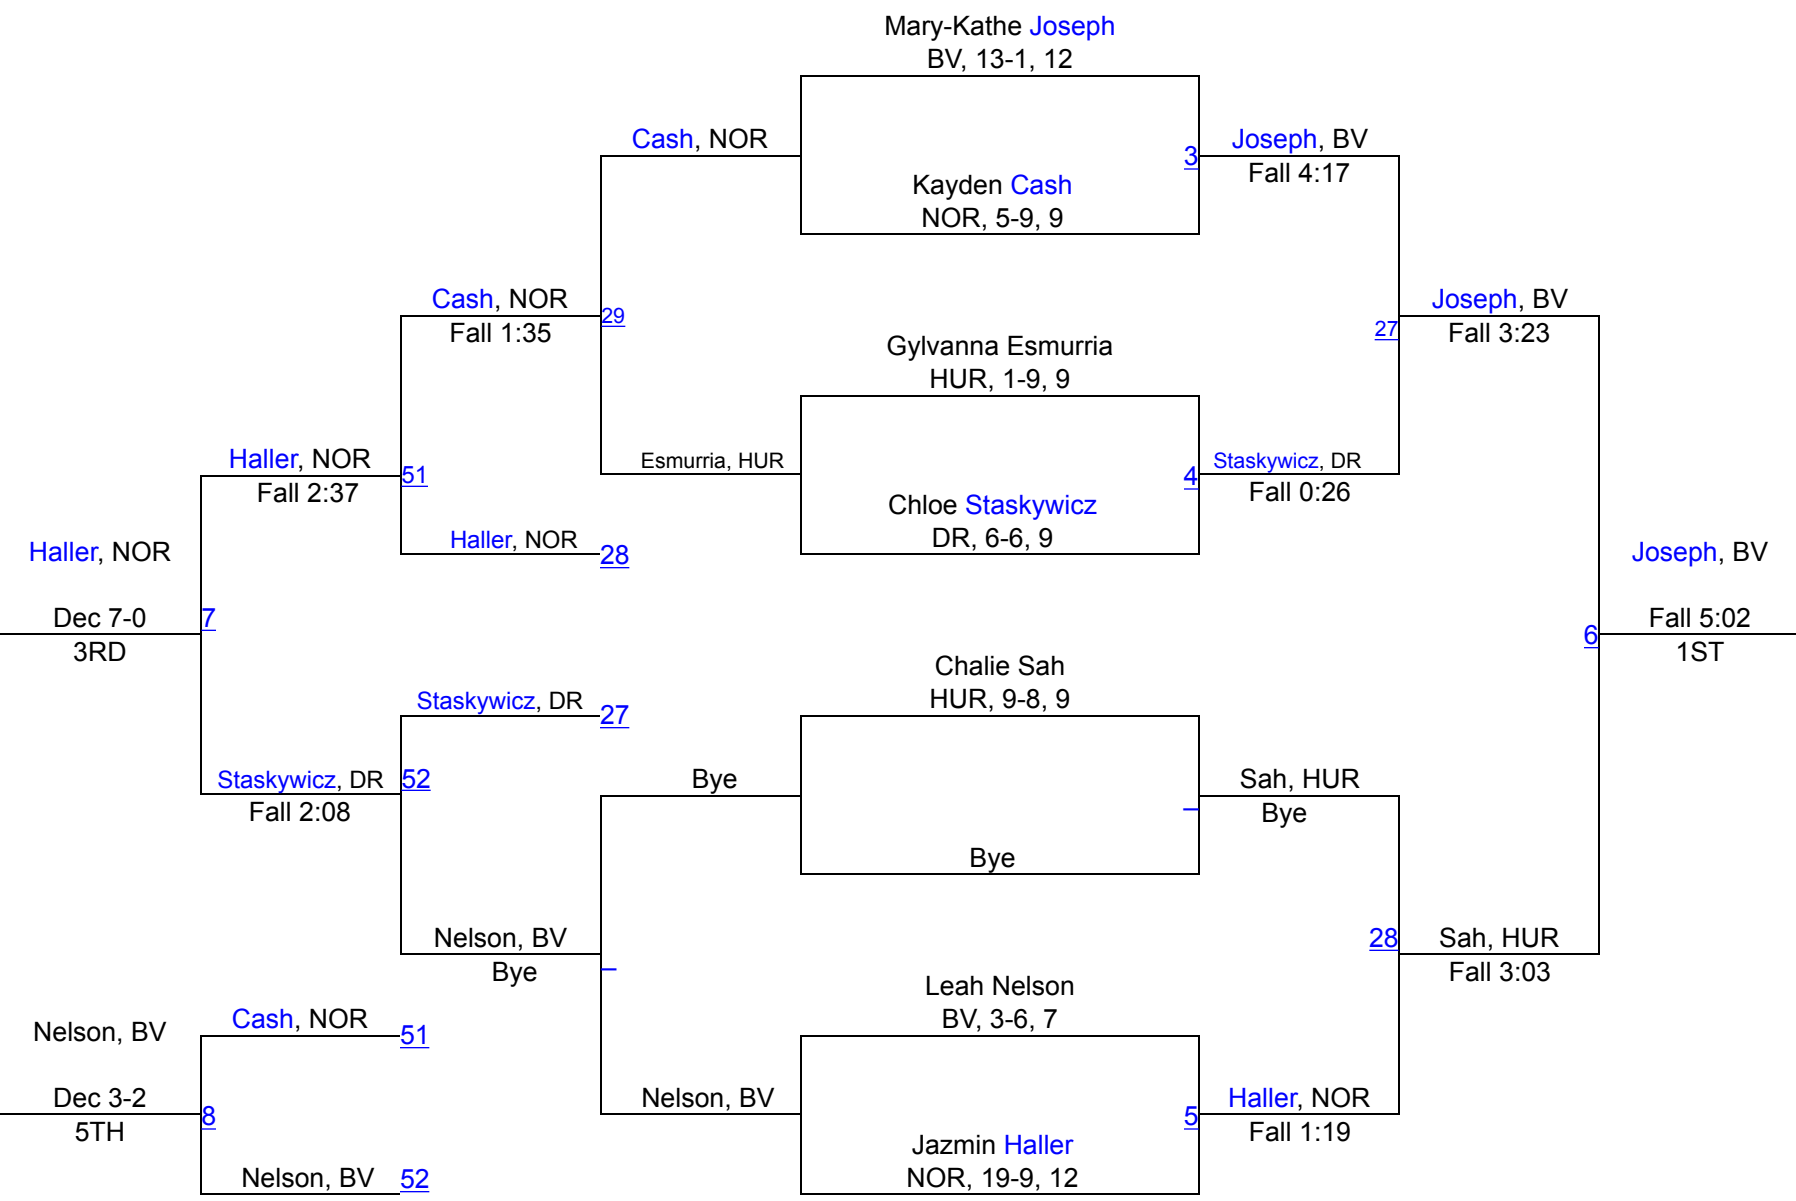 Mary-Kathe Joseph
BV, 13-1, 12
Cash, NOR
3
Joseph, BV
Fall 4:17
Kayden Cash
NOR, 5-9, 9
Cash, NOR
Fall 1:35
29
27
Joseph, BV
Fall 3:23
Gylvanna Esmurria
HUR, 1-9, 9
Haller, NOR
Fall 2:37
51
Esmurria, HUR
4
Staskywicz, DR
Fall 0:26
Chloe Staskywicz
DR, 6-6, 9
Haller, NOR
28
Haller, NOR
Dec 7-0
3RD
7
Joseph, BV
Fall 5:02
1ST
6
Chalie Sah
HUR, 9-8, 9
Staskywicz, DR
27
Staskywicz, DR
Fall 2:08
52
Bye
Sah, HUR
Bye
Bye
Nelson, BV
Bye
28
Sah, HUR
Fall 3:03
Leah Nelson
BV, 3-6, 7
Nelson, BV
Dec 3-2
5TH
Cash, NOR
51
8
Nelson, BV
5
Haller, NOR
Fall 1:19
Jazmin Haller
NOR, 19-9, 12
Nelson, BV
52